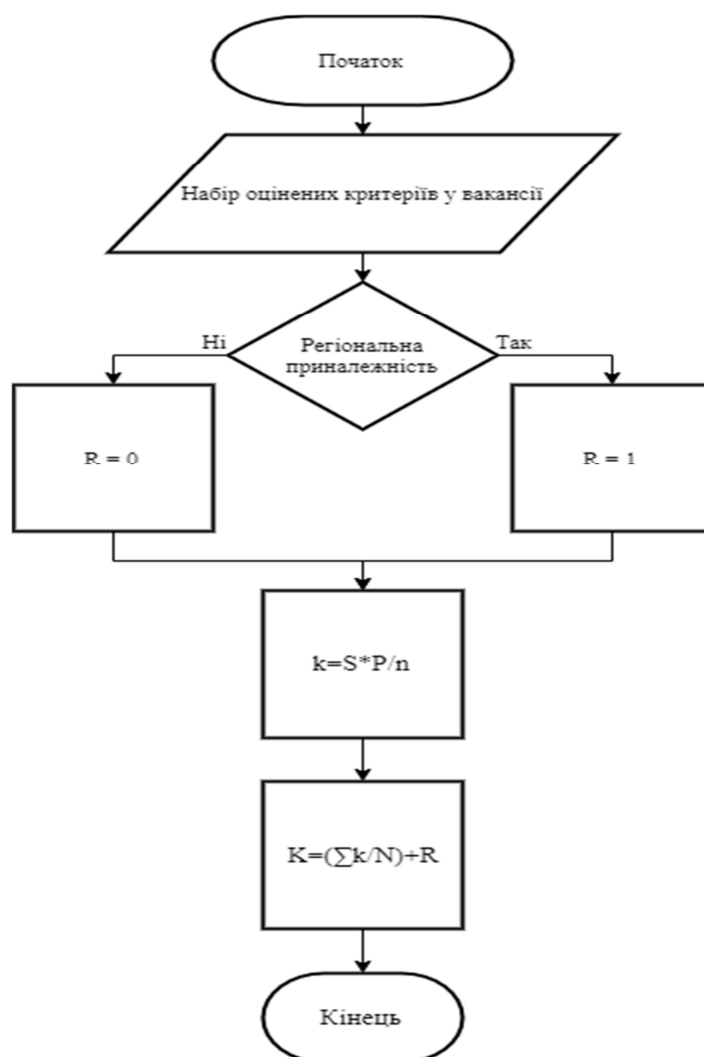 Початок
Набір оцінених критеріїв у вакансії
Ні
Регіональна
приналежність
Так
R = 0
R = 1
k=S*P/n
K=(∑k/N)+R
Кінець